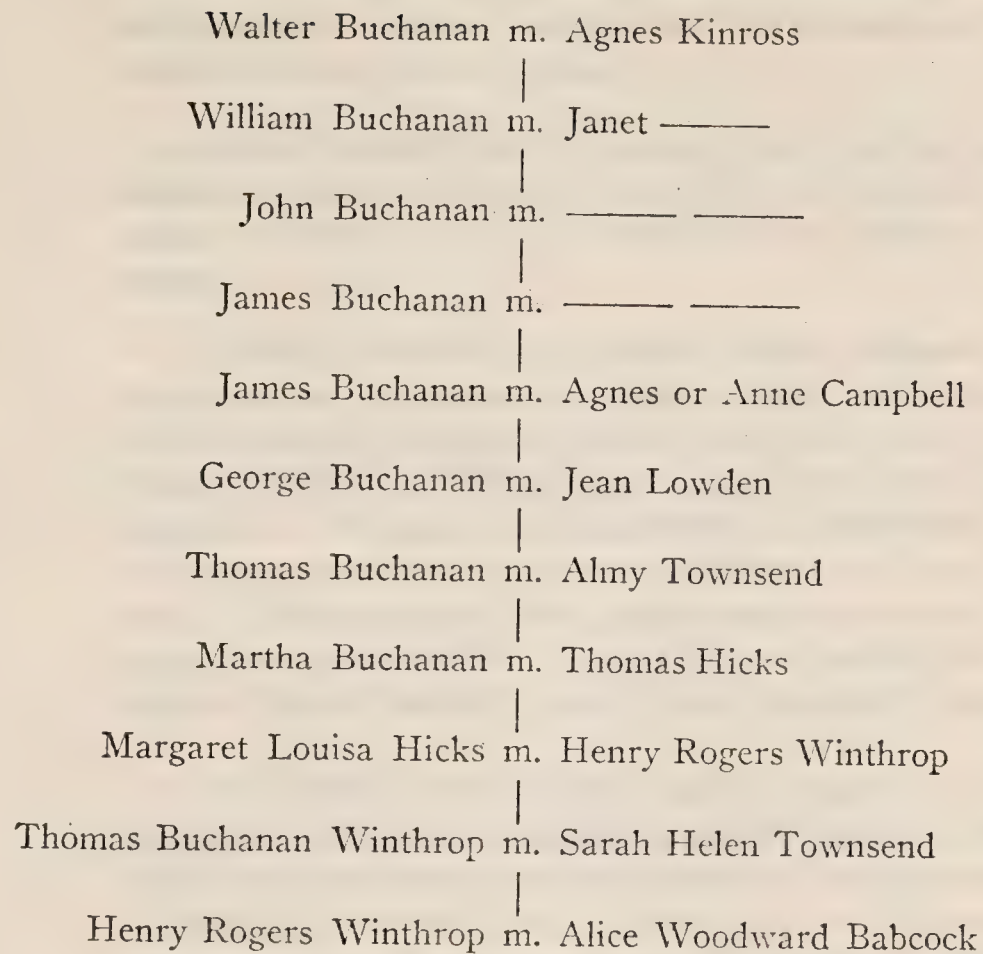 Walter Buchanan m. Agnes Kinross
William Buchanan m. Janet ———
John Buchanan m. ——— ———
James Buchanan m. ——— ———
James Buchanan m. Agnes or Anne Campbell
George Buchanan m. Jean Lowden
Thomas Buchanan m. Almy Townsend
Martha Buchanan m. Thomas Hicks
Margaret Louisa Hicks m. Henry Rogers Winthrop
Thomas Buchanan Winthrop m. Sarah Helen Townsend
Henry Rogers Winthrop m. Alice Woodward Babcock